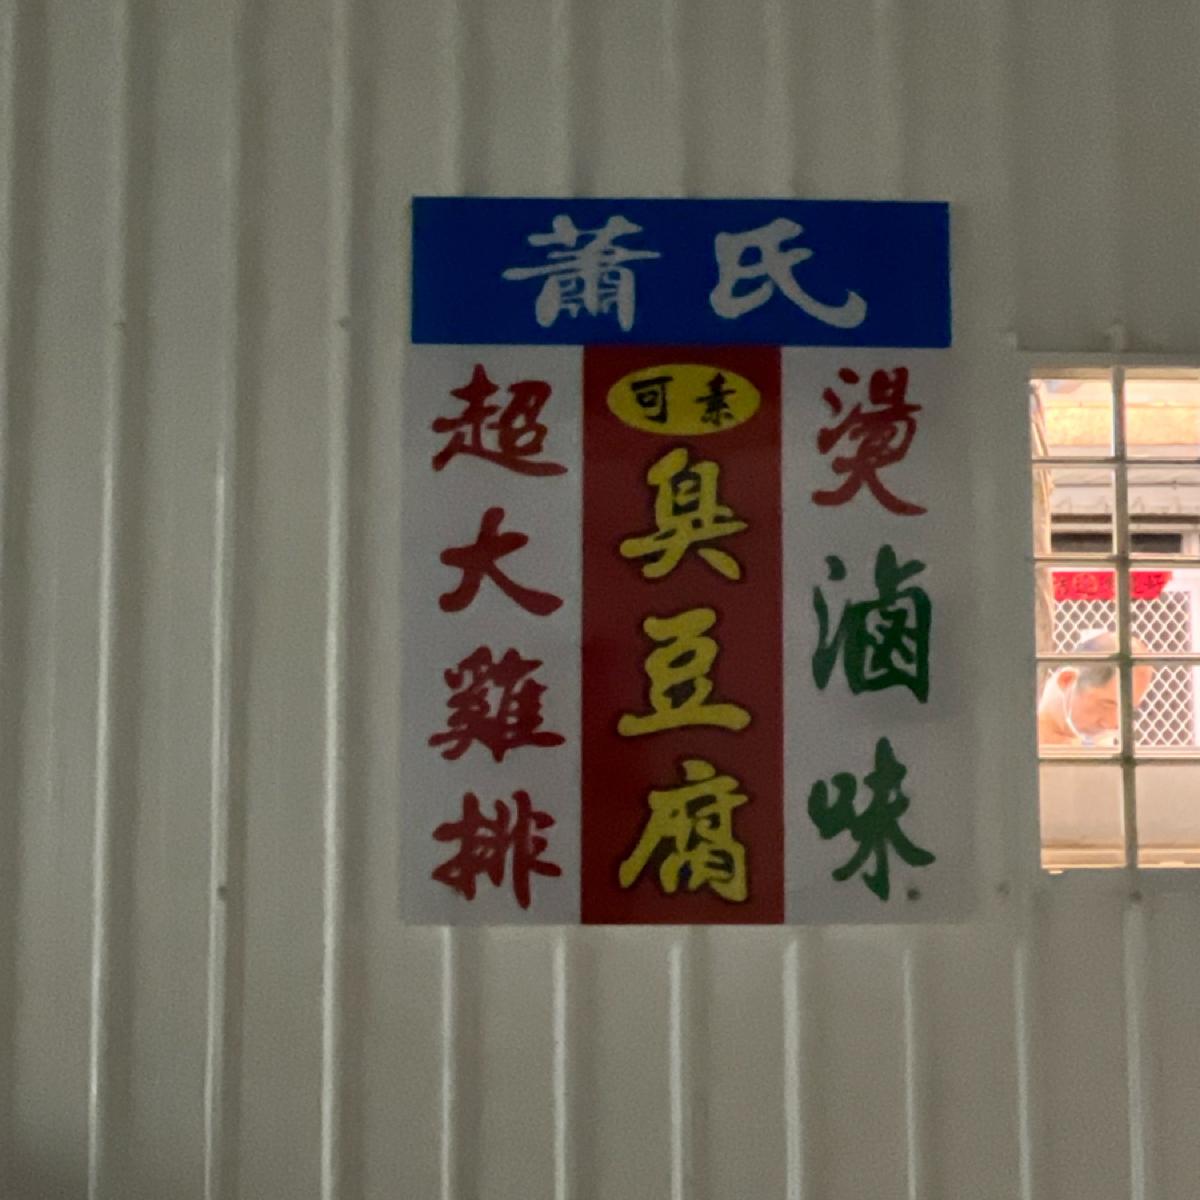 蕭氏
燙滷味
可素
臭豆腐
超大雞排